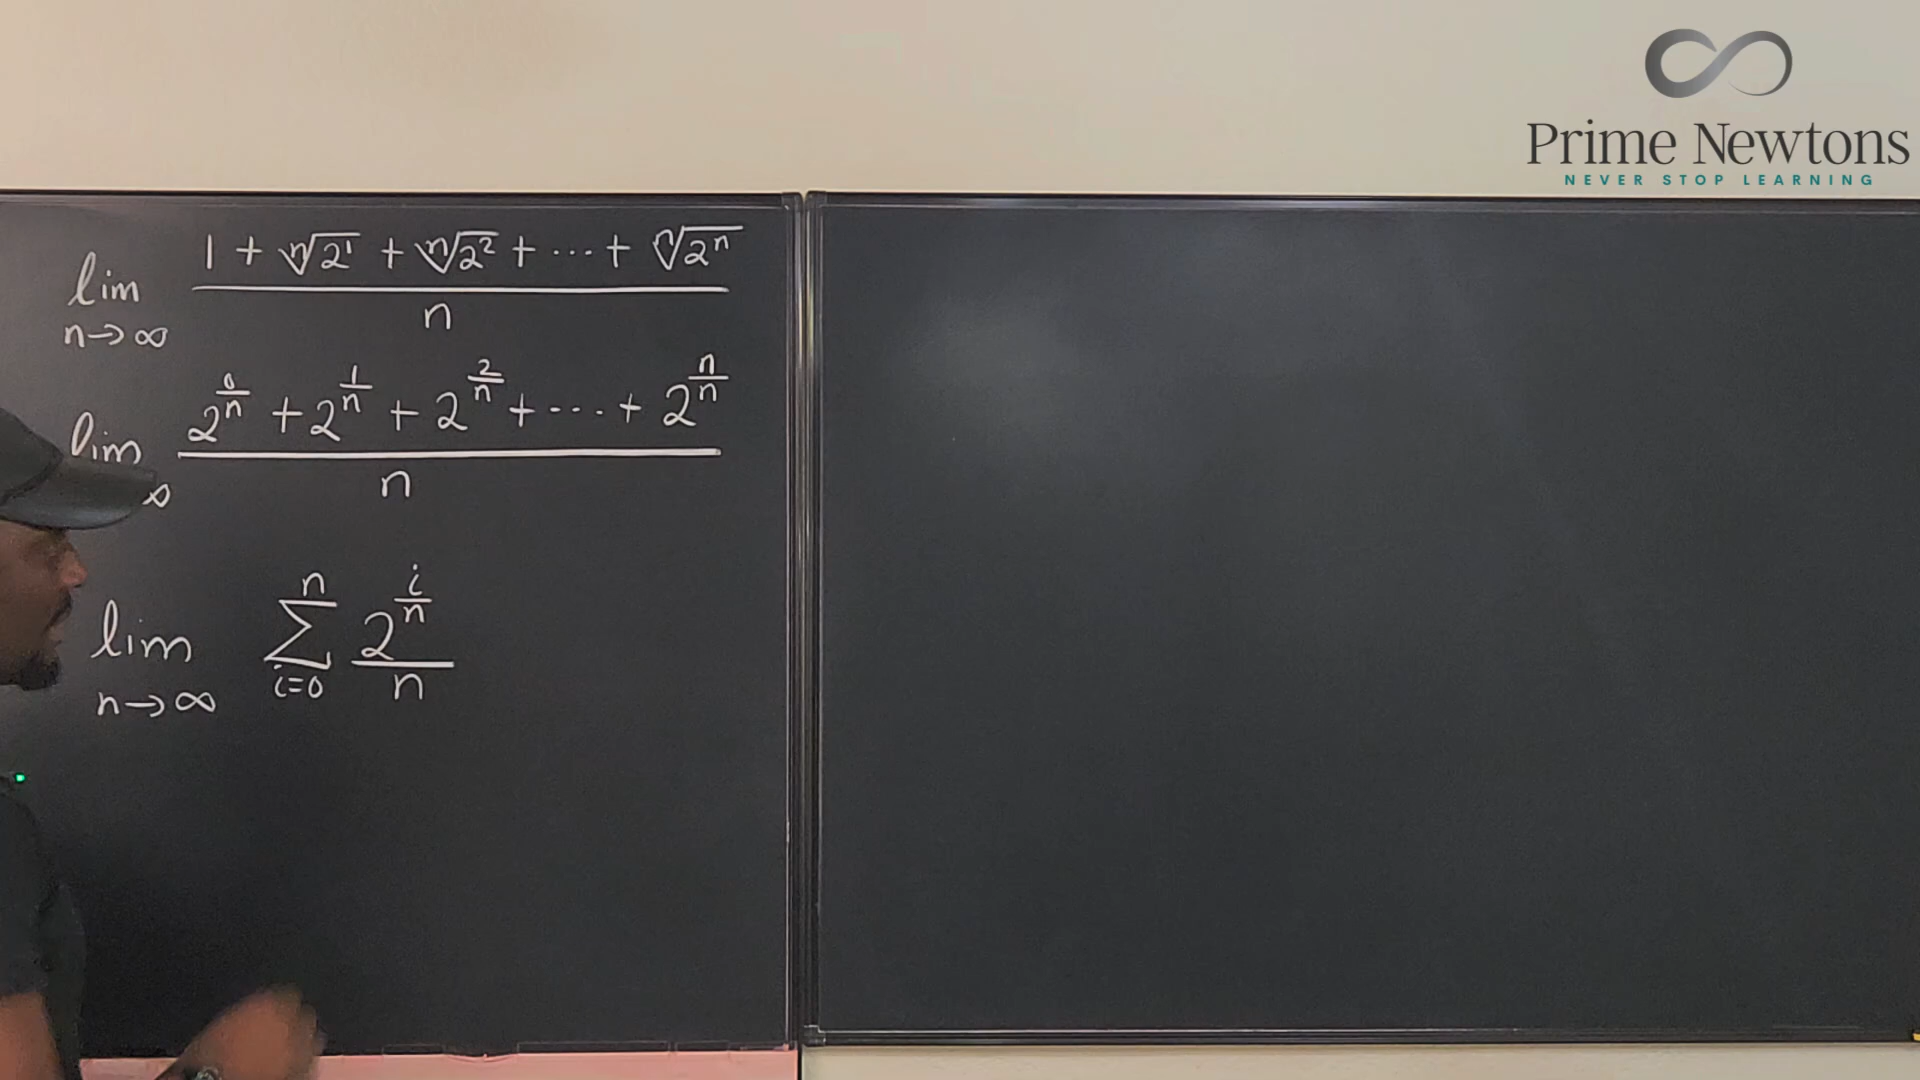 Prime Newtons
NEVER STOP LEARNING
lim n→∞ (1 + ⁿ√2¹ + ⁿ√2² + ··· + ⁿ√2ⁿ) / n
lim ∞ (2^(0/n) + 2^(1/n) + 2^(2/n) + ··· + 2^(n/n)) / n
lim n→∞ Σ_(i=0)^n 2^(i/n) / n